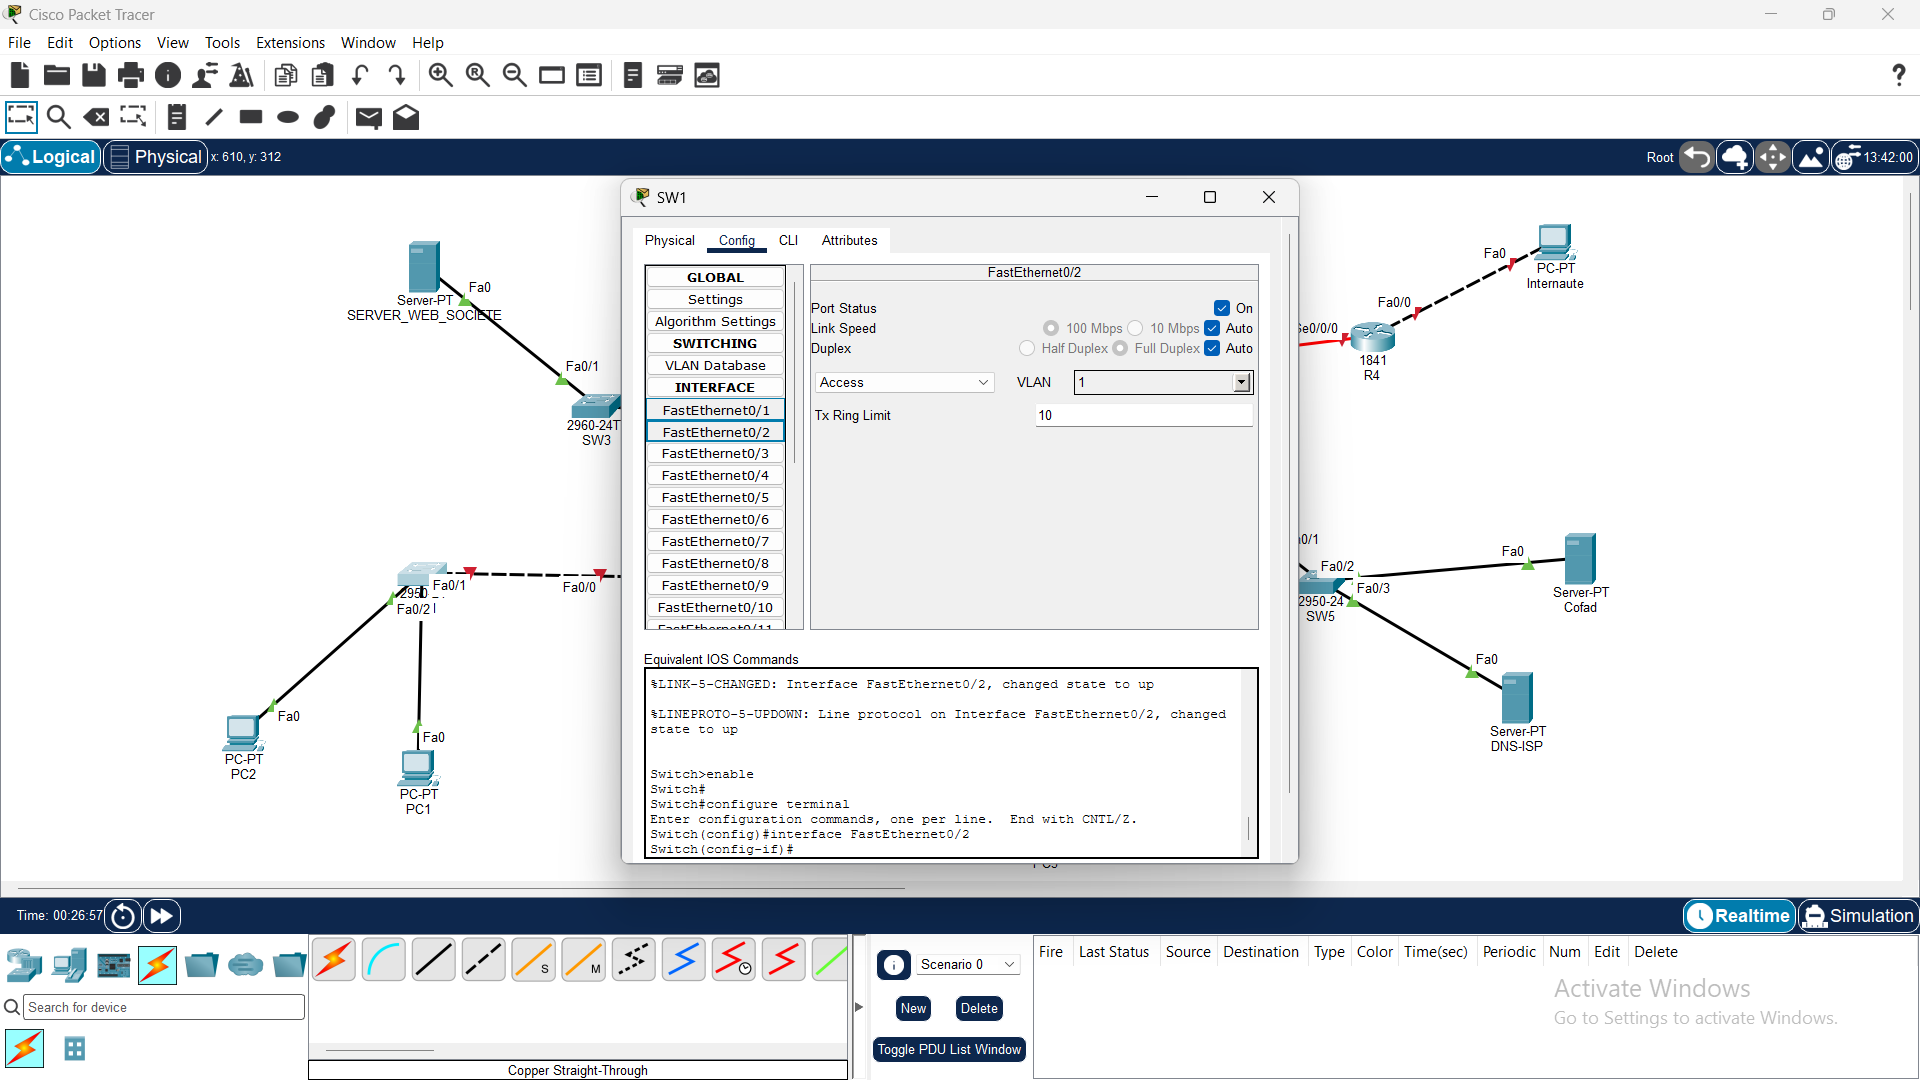 Cisco Packet Tracer
File Edit Options View Tools Extensions Window Help
Logical Physical x: 610, y: 312 Root 13:42:00
SW1
Physical Config CLI Attributes
GLOBAL
Settings
Algorithm Settings
SWITCHING
VLAN Database
INTERFACE
FastEthernet0/1
FastEthernet0/2
FastEthernet0/3
FastEthernet0/4
FastEthernet0/5
FastEthernet0/6
FastEthernet0/7
FastEthernet0/8
FastEthernet0/9
FastEthernet0/10
FastEthernet0/11
FastEthernet0/2
Port Status On
Link Speed 100 Mbps 10 Mbps Auto
Duplex Half Duplex Full Duplex Auto
Access VLAN 1
Tx Ring Limit 10
Equivalent IOS Commands
%LINK-5-CHANGED: Interface FastEthernet0/2, changed state to up
%LINEPROTO-5-UPDOWN: Line protocol on Interface FastEthernet0/2, changed
state to up
Switch>enable
Switch#
Switch#configure terminal
Enter configuration commands, one per line. End with CNTL/Z.
Switch(config)#interface FastEthernet0/2
Switch(config-if)#
Fa0
Server-PT
SERVER_WEB_SOCIETE
Fa0/1
2960-24T
SW3
Fa0/1
Fa0/0
2950-
Fa0/2
Fa0
PC-PT
PC2
Fa0
PC-PT
PC1
Fa0
PC-PT
Internaute
Fa0/0
Se0/0/0
1841
R4
a0/1
Fa0/2
Fa0/3
2950-24
SW5
Fa0
Server-PT
Cofad
Fa0
Server-PT
DNS-ISP
Time: 00:26:57 Realtime Simulation
Search for device
S
M
Copper Straight-Through
Scenario 0
New Delete
Toggle PDU List Window
Fire Last Status Source Destination Type Color Time(sec) Periodic Num Edit Delete
Activate Windows
Go to Settings to activate Windows.